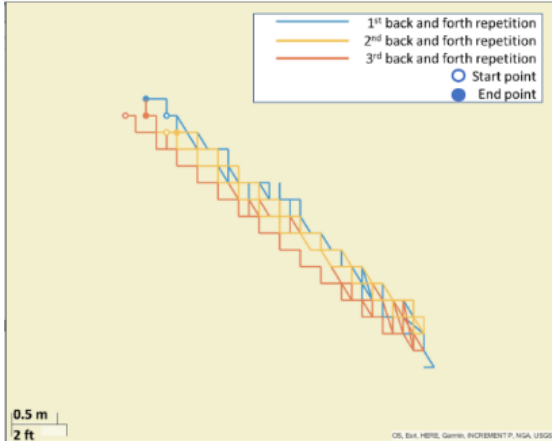 1st back and forth repetition
2nd back and forth repetition
3rd back and forth repetition
Start point
End point
0.5 m
2 ft
OS, Esri, HERE, Garmin, INCREMENT P, NGA, USGS